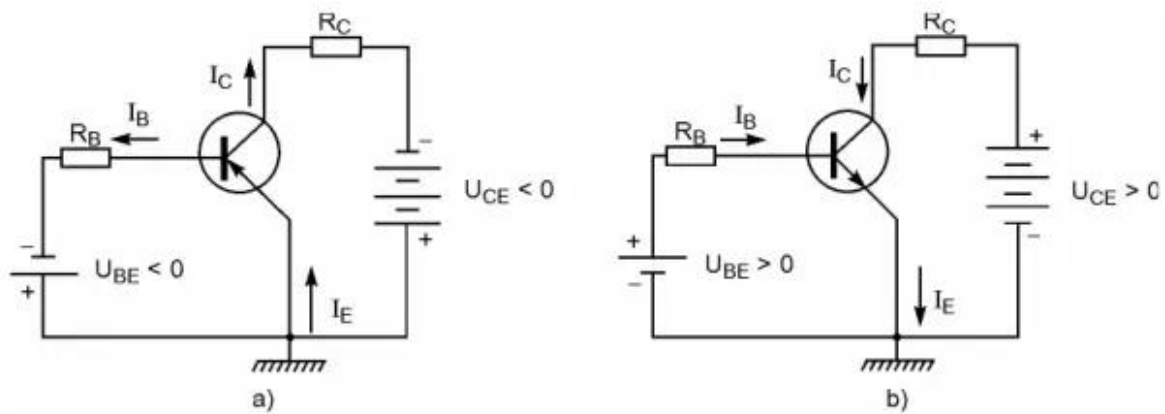 R_C
I_C
I_B
R_B
−
−
U_CE < 0
+
U_BE < 0
+
I_E
a)
R_C
I_C
I_B
R_B
+
+
U_CE > 0
−
U_BE > 0
−
I_E
b)